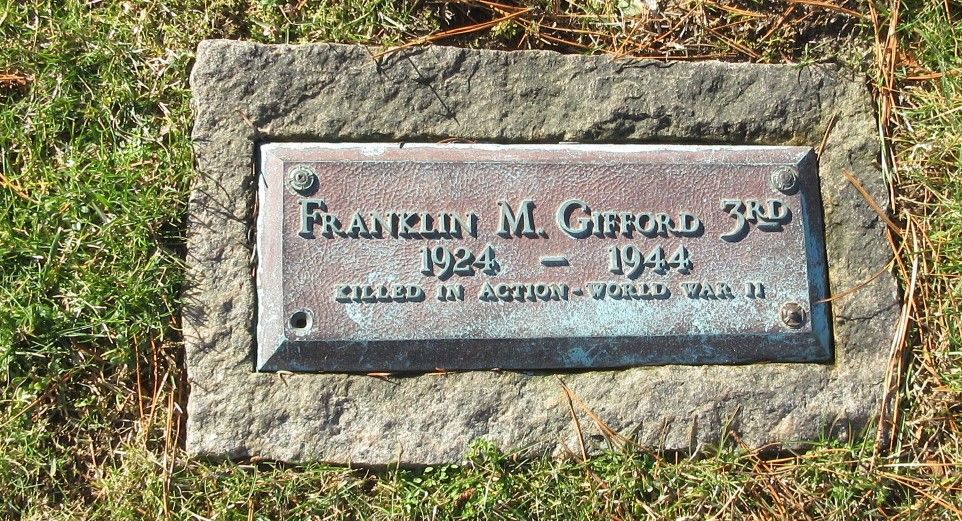 Franklin M. Gifford 3rd
1924 – 1944
Killed in Action – World War II